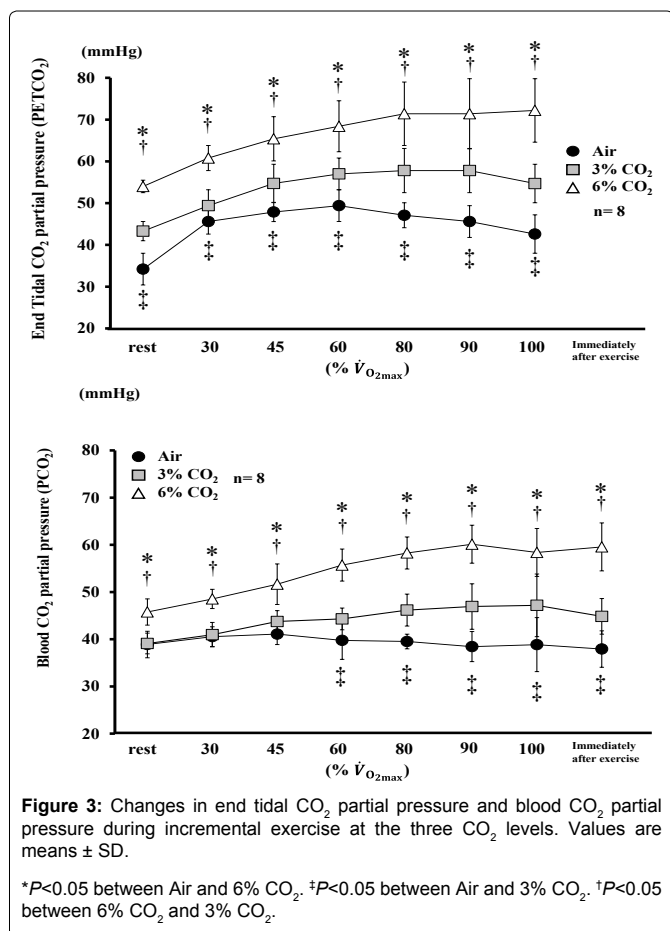 (mmHg)
End Tidal CO₂ partial pressure (PETCO₂)
80
70
60
50
40
30
20
* * * * * * *
† † † † † † †
Air
3% CO₂
6% CO₂
n= 8
‡ ‡ ‡ ‡ ‡ ‡ ‡
rest 30 45 60 80 90 100 Immediately after exercise
(% V̇O₂max)
(mmHg)
Blood CO₂ partial pressure (PCO₂)
80
70
60
50
40
30
20
Air
3% CO₂ n= 8
6% CO₂
* * * * * * * *
† † † † † † † †
‡ ‡ ‡ ‡ ‡
rest 30 45 60 80 90 100 Immediately after exercise
(% V̇O₂max)
Figure 3: Changes in end tidal CO₂ partial pressure and blood CO₂ partial
pressure during incremental exercise at the three CO₂ levels. Values are
means ± SD.
*P<0.05 between Air and 6% CO₂. ‡P<0.05 between Air and 3% CO₂. †P<0.05
between 6% CO₂ and 3% CO₂.